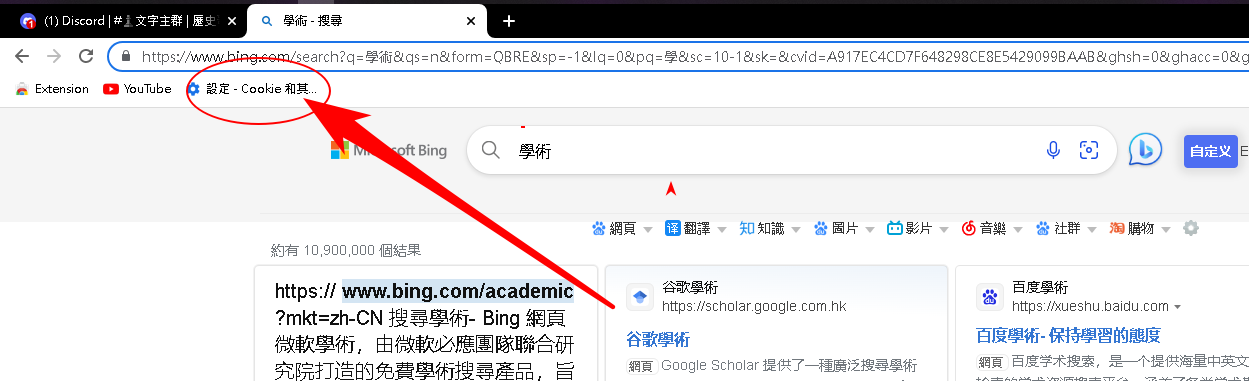 (1) Discord | #♟️文字主群 | 歷史
學術 - 搜尋
https://www.bing.com/search?q=學術&qs=n&form=QBRE&sp=-1&lq=0&pq=學&sc=10-1&sk=&cvid=A917EC4CD7F648298CE8E5429099BAAB&ghsh=0&ghacc=0&g
Extension
YouTube
設定 - Cookie 和其...
Microsoft Bing
學術
自定义
E
網頁 译 翻譯 知 知識 圖片 影片 音樂 社群 淘 購物
約有 10,900,000 個結果
https:// www.bing.com/academic
?mkt=zh-CN 搜尋學術- Bing 網頁
微軟學術，由微軟必應團隊聯合研
究院打造的免費學術搜尋產品，旨
谷歌學術
https://scholar.google.com.hk
谷歌學術
網頁 Google Scholar 提供了一種廣泛搜尋學術
百度學術
https://xueshu.baidu.com
百度學術- 保持學習的態度
網頁 百度学术搜索，是一个提供海量中英文